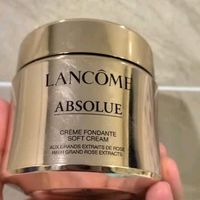 LANCÔME
ABSOLUE
CRÈME FONDANTE
SOFT CREAM
AUX GRANDS EXTRAITS DE ROSE
WITH GRAND ROSE EXTRACTS